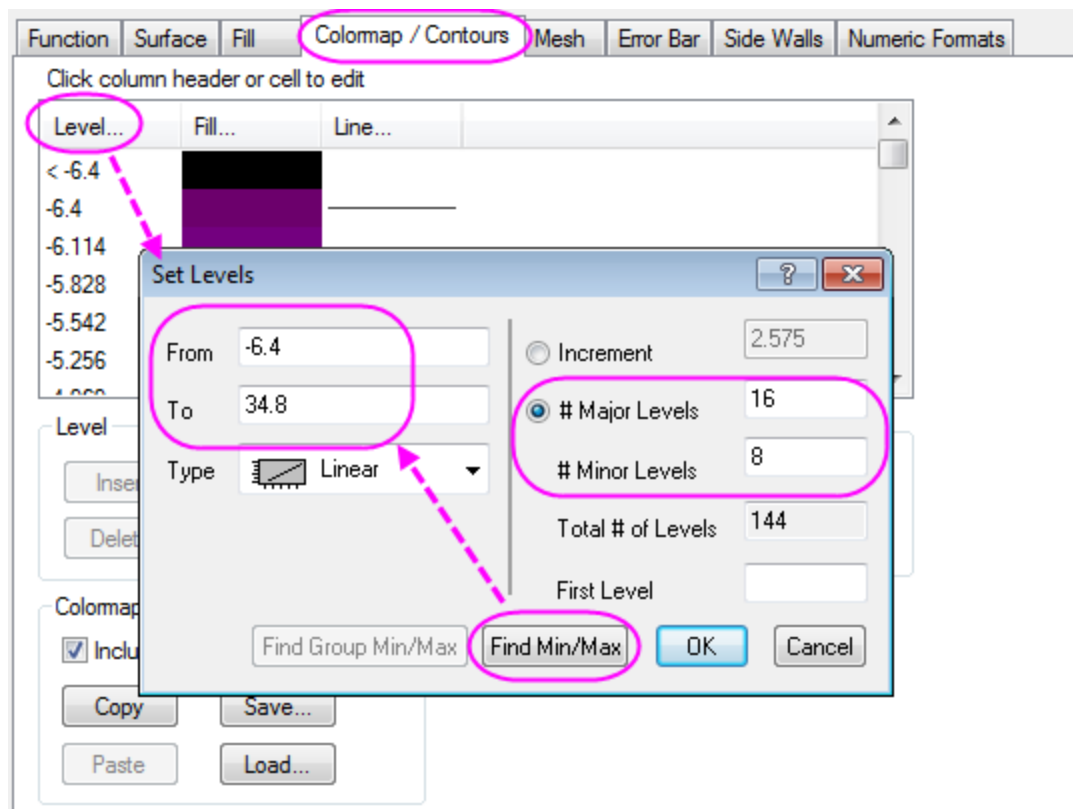 Function Surface Fill Colormap / Contours Mesh Error Bar Side Walls Numeric Formats
Click column header or cell to edit
Level... Fill... Line...
< -6.4
-6.4
-6.114
-5.828
-5.542
-5.256
Set Levels
From -6.4
To 34.8
Type Linear
Increment 2.575
# Major Levels 16
# Minor Levels 8
Total # of Levels 144
First Level
Find Group Min/Max Find Min/Max OK Cancel
Level
Colormap
Copy Save...
Paste Load...